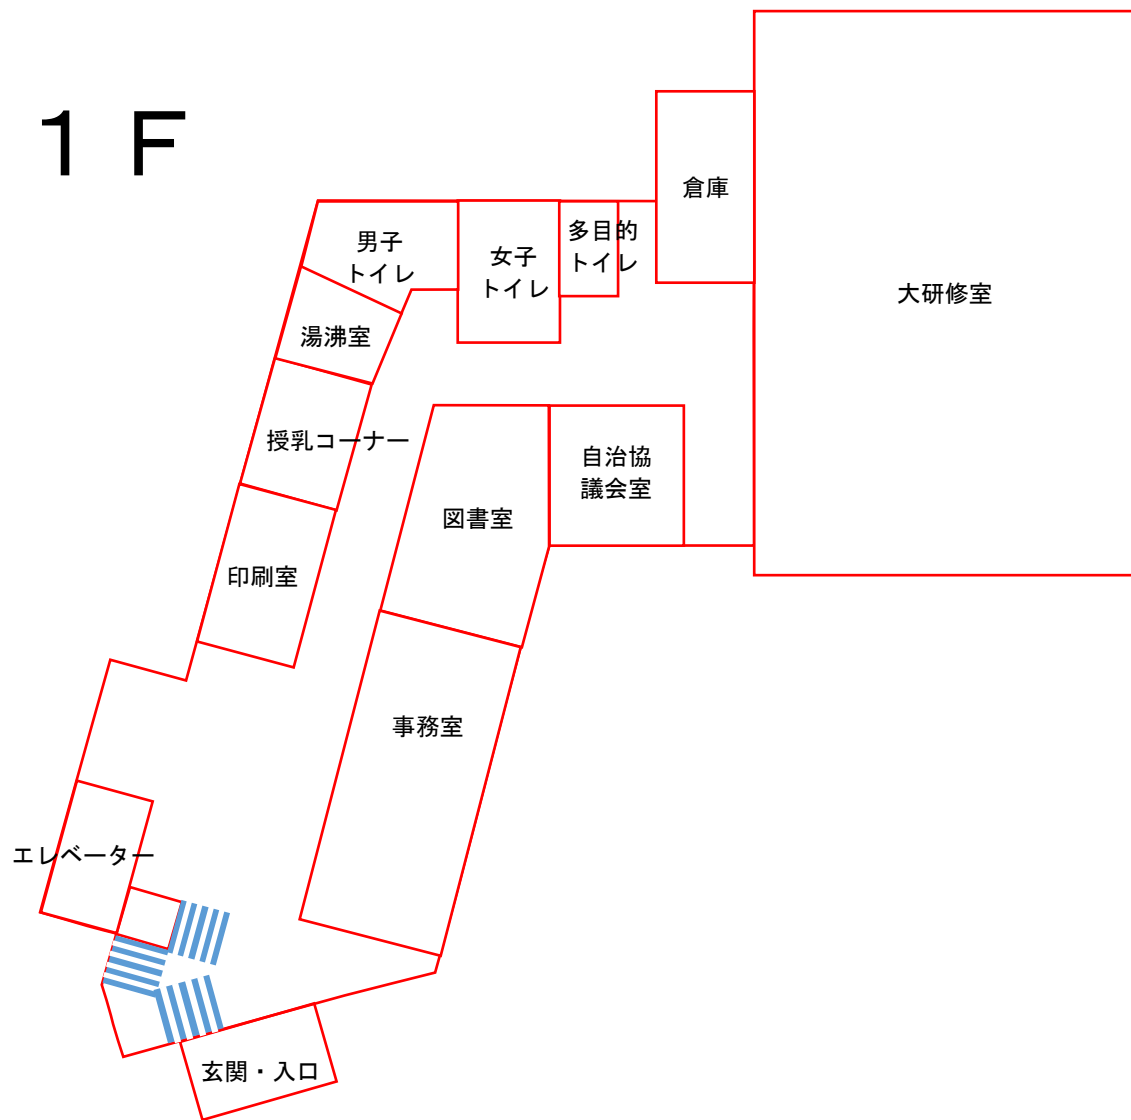 １Ｆ
倉庫
多目的
トイレ
男子
トイレ
女子
トイレ
大研修室
湯沸室
授乳コーナー
自治協
議会室
図書室
印刷室
事務室
エレベーター
玄関・入口